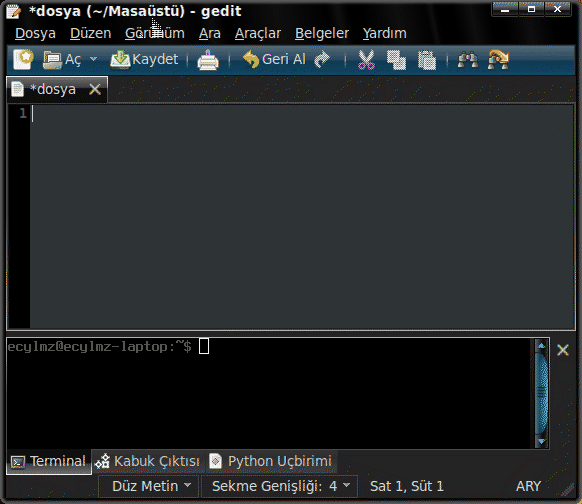 *dosya (~/Masaüstü) - gedit
Dosya Düzen Görünüm Ara Araçlar Belgeler Yardım
Aç Kaydet Geri Al
*dosya
1
ecylmz@ecylmz-laptop:~$
Terminal Kabuk Çıktısı Python Uçbirimi
Düz Metin Sekme Genişliği: 4 Sat 1, Süt 1 ARY